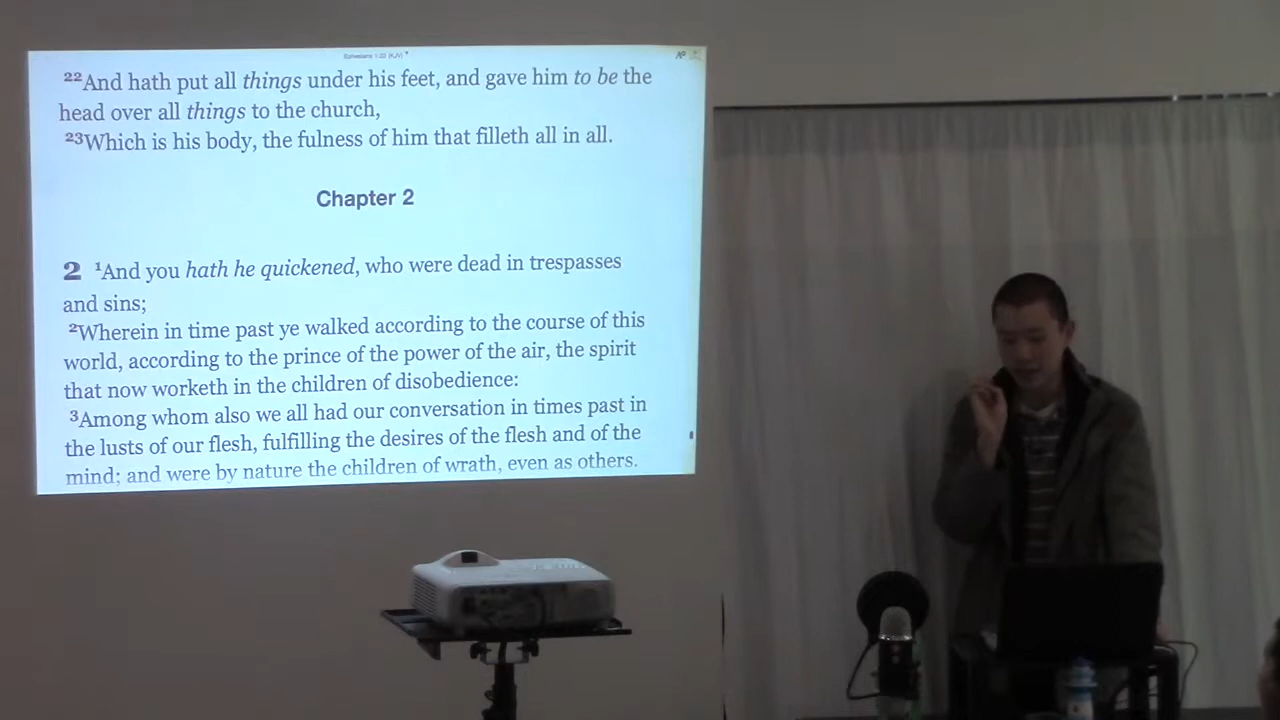 Ephesians 1:22 (KJV)
22And hath put all things under his feet, and gave him to be the
head over all things to the church,
23Which is his body, the fulness of him that filleth all in all.
Chapter 2
2 1And you hath he quickened, who were dead in trespasses
and sins;
2Wherein in time past ye walked according to the course of this
world, according to the prince of the power of the air, the spirit
that now worketh in the children of disobedience:
3Among whom also we all had our conversation in times past in
the lusts of our flesh, fulfilling the desires of the flesh and of the
mind; and were by nature the children of wrath, even as others.